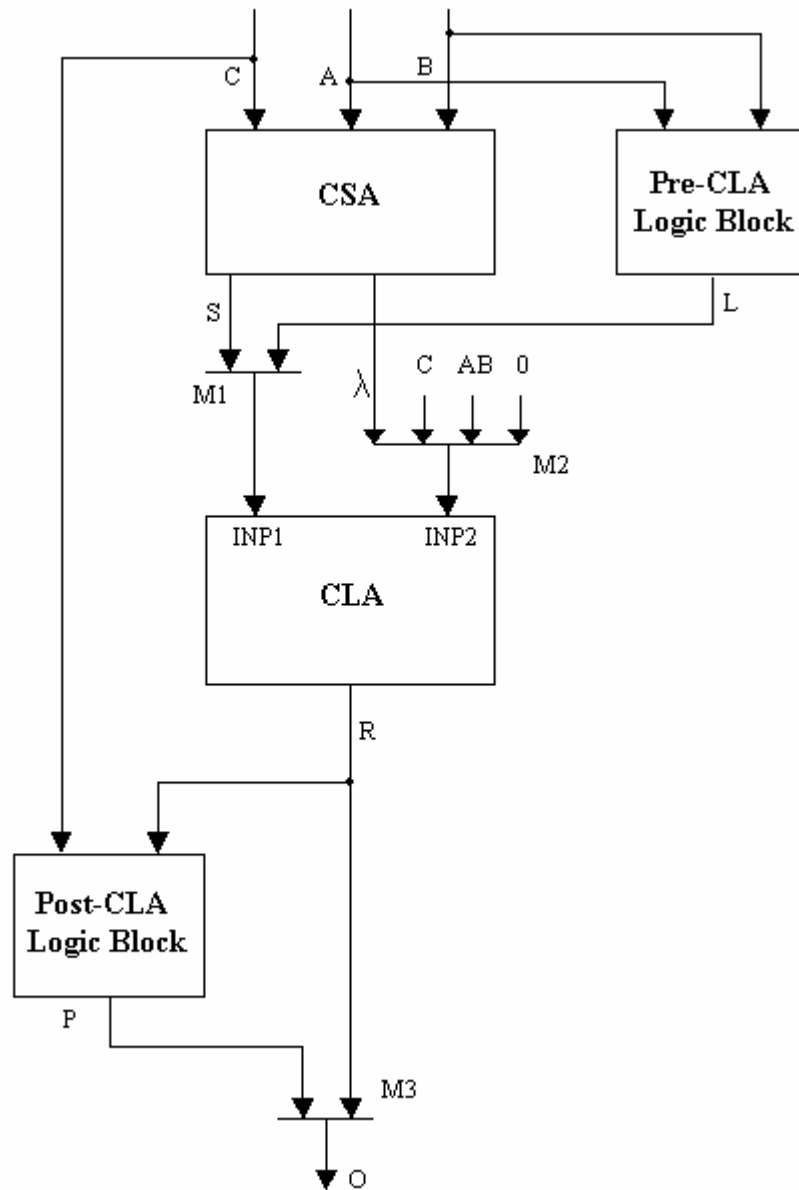 C
A
B
CSA
Pre-CLA
Logic Block
S
L
M1
λ
C
AB
0
M2
INP1
INP2
CLA
R
Post-CLA
Logic Block
P
M3
O